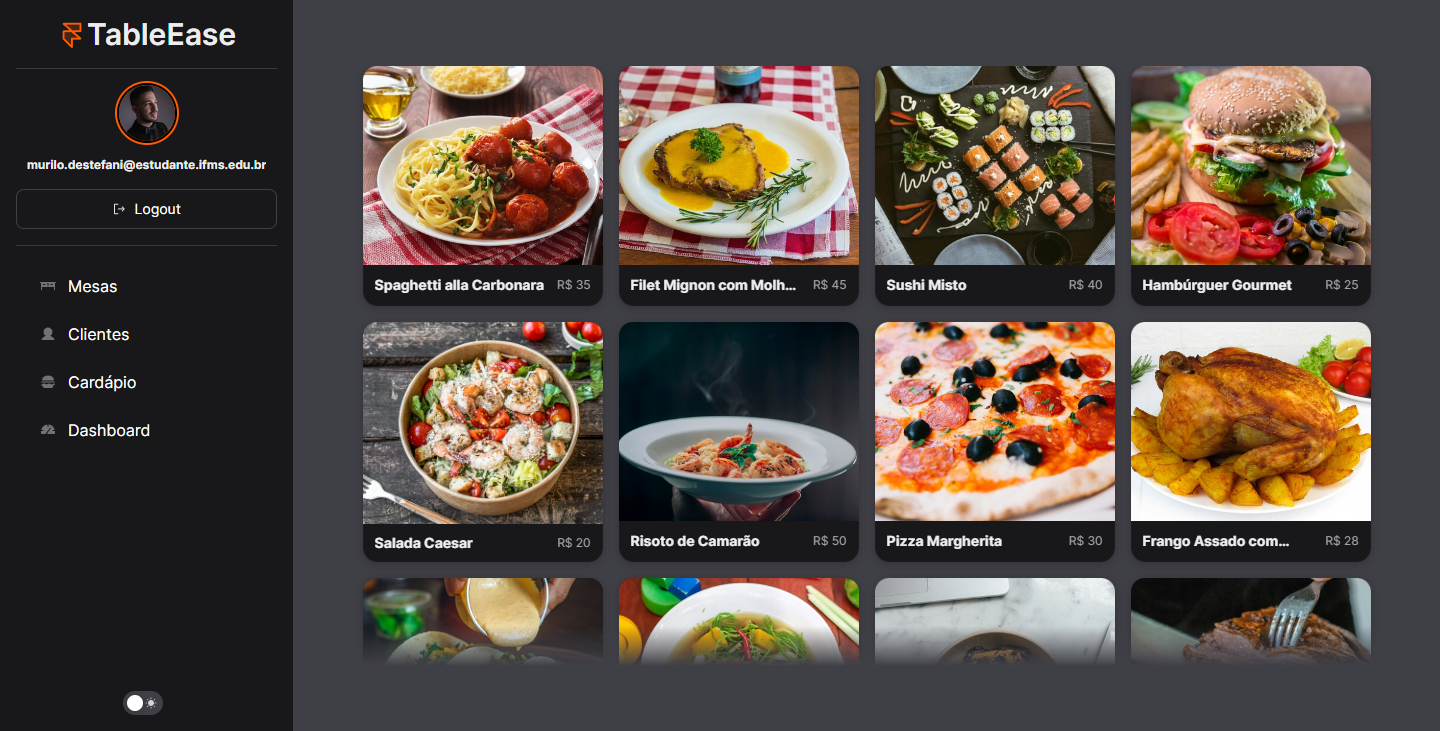 TableEase
murilo.destefani@estudante.ifms.edu.br
Logout
Mesas
Clientes
Cardápio
Dashboard
Spaghetti alla Carbonara R$ 35
Filet Mignon com Molh... R$ 45
Sushi Misto R$ 40
Hambúrguer Gourmet R$ 25
Salada Caesar R$ 20
Risoto de Camarão R$ 50
Pizza Margherita R$ 30
Frango Assado com... R$ 28